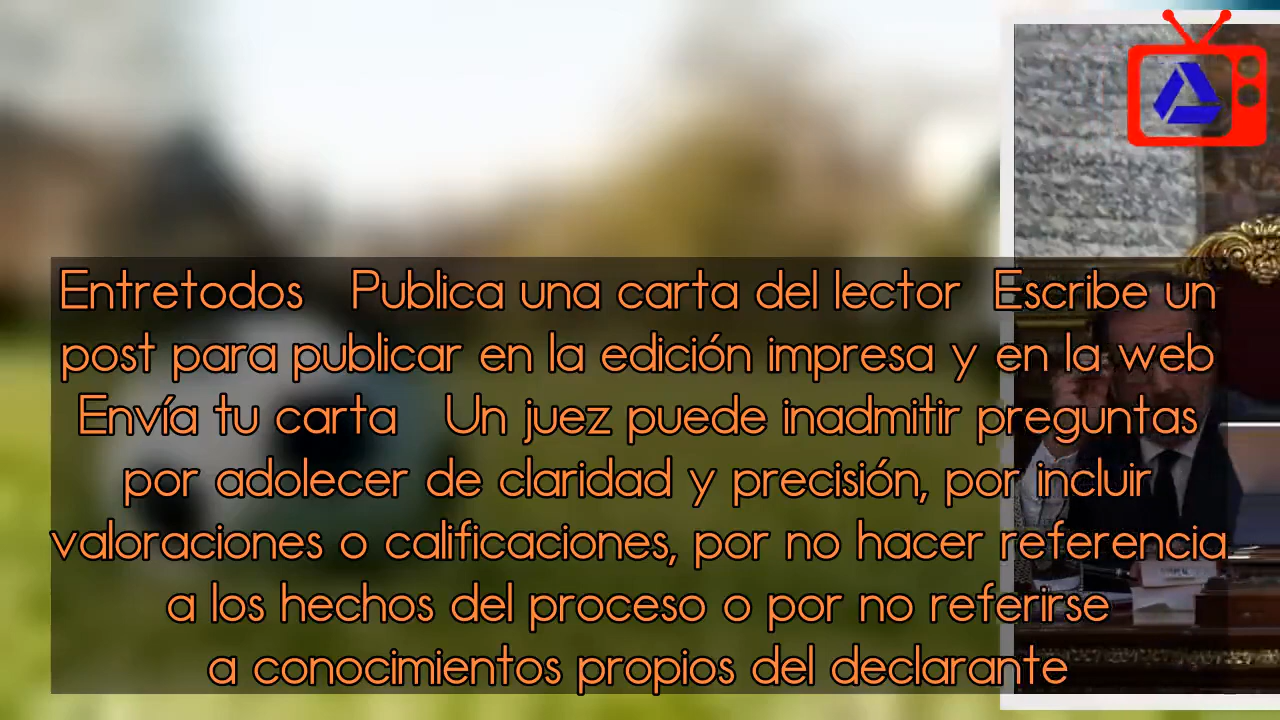 Entretodos Publica una carta del lector Escribe un
post para publicar en la edición impresa y en la web
Envía tu carta Un juez puede inadmitir preguntas
por adolecer de claridad y precisión, por incluir
valoraciones o calificaciones, por no hacer referencia
a los hechos del proceso o por no referirse
a conocimientos propios del declarante